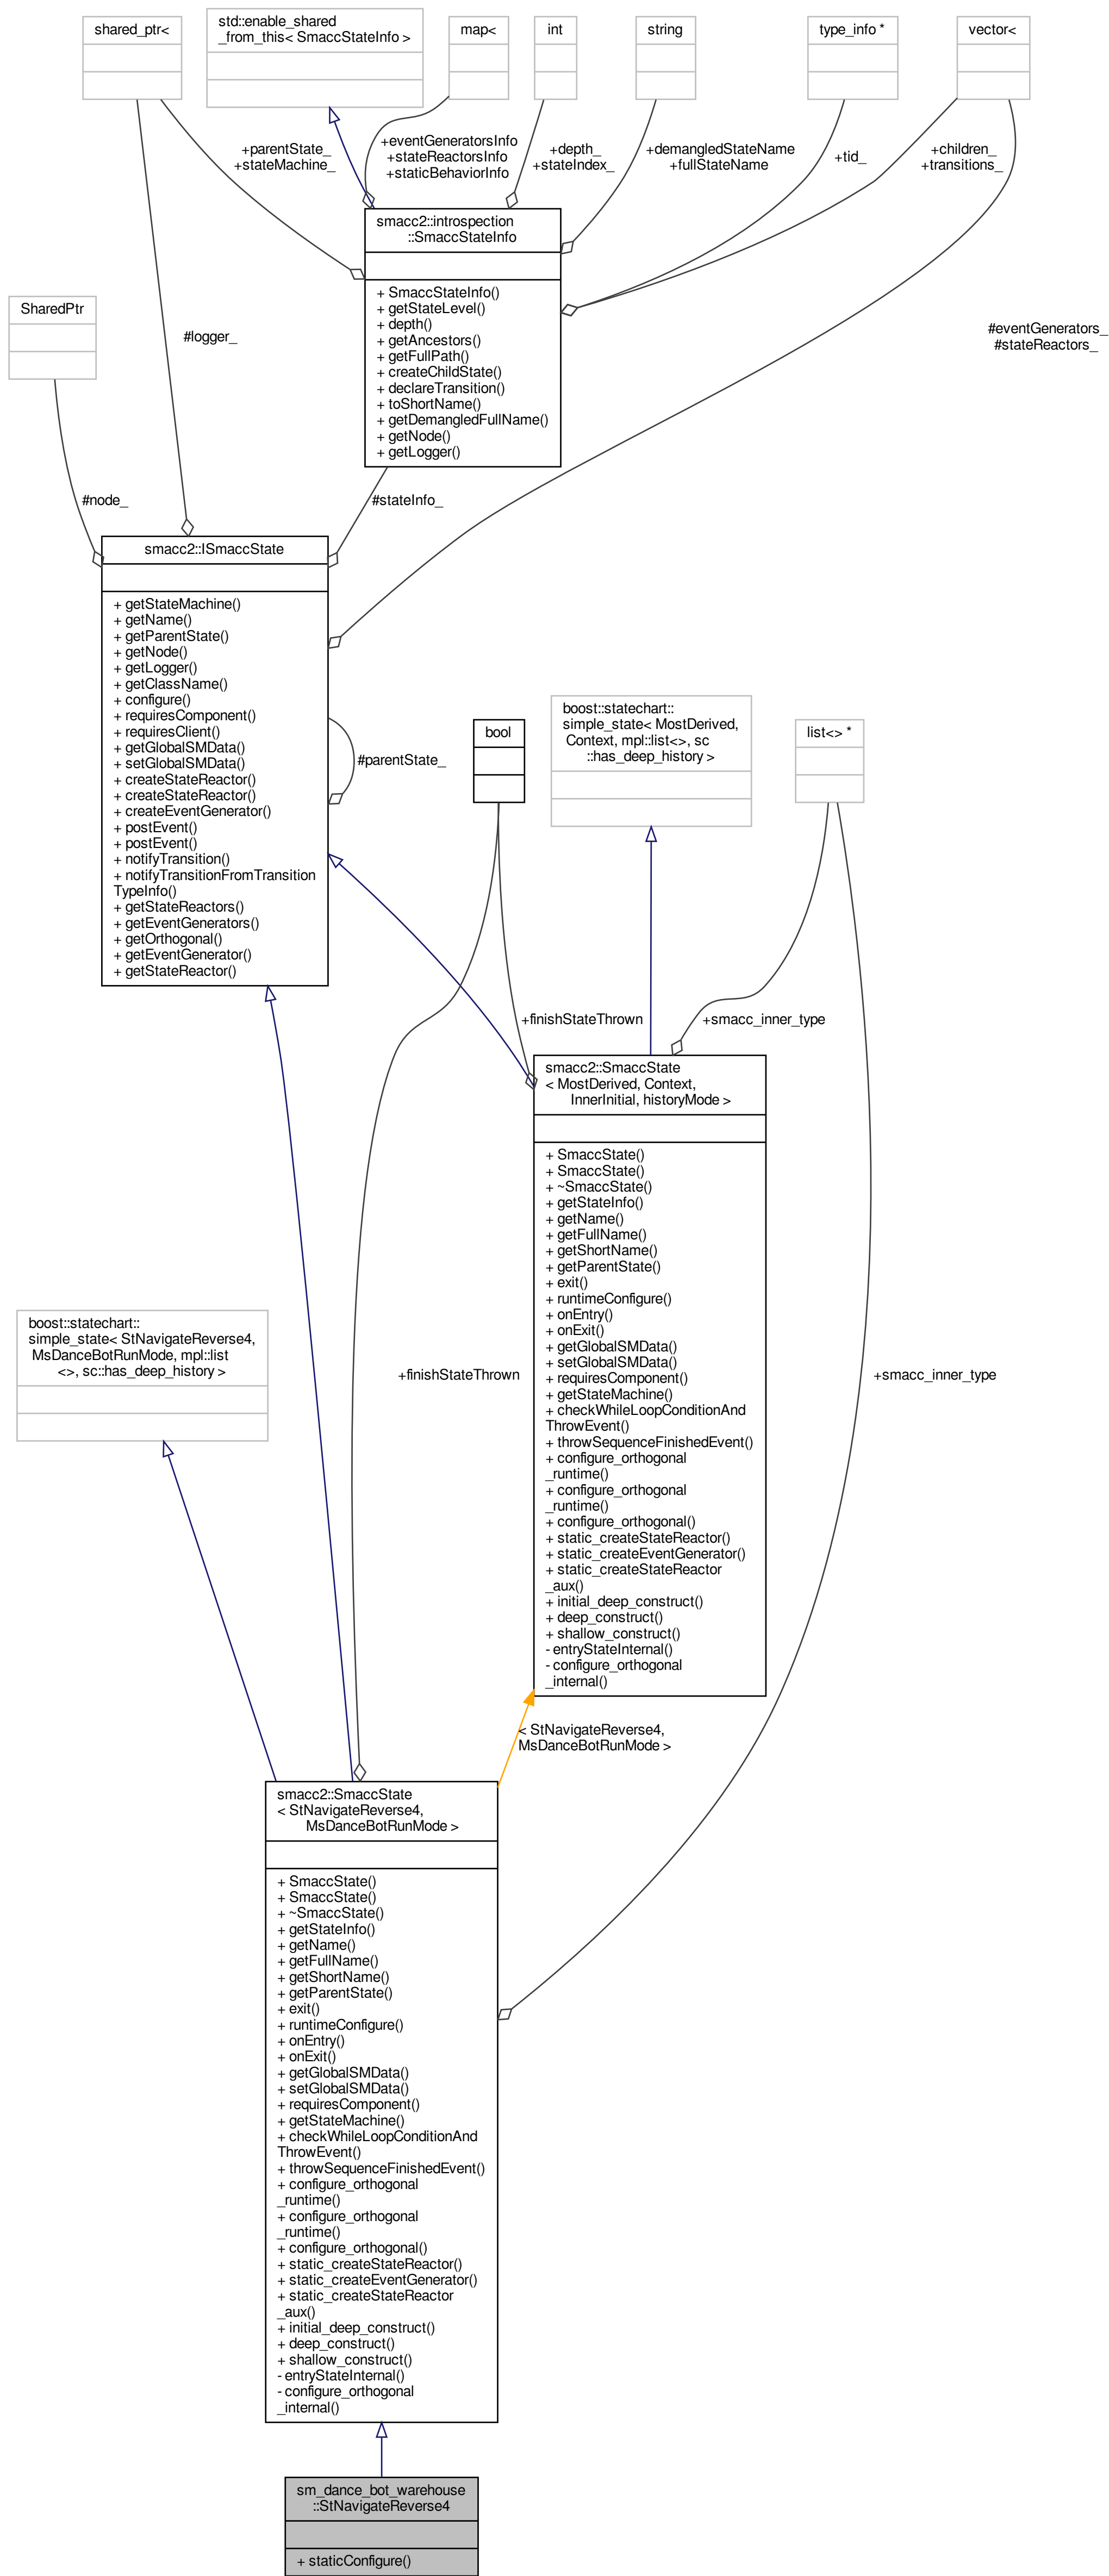 shared_ptr<
std::enable_shared
_from_this< SmaccStateInfo >
map<
int
string
type_info *
vector<
+parentState_
+stateMachine_
+eventGeneratorsInfo
+stateReactorsInfo
+staticBehaviorInfo
+depth_
+stateIndex_
+demangledStateName
+fullStateName
+tid_
+children_
+transitions_
smacc2::introspection
::SmaccStateInfo
+ SmaccStateInfo()
+ getStateLevel()
+ depth()
+ getAncestors()
+ getFullPath()
+ createChildState()
+ declareTransition()
+ toShortName()
+ getDemangledFullName()
+ getNode()
+ getLogger()
SharedPtr
#logger_
#eventGenerators_
#stateReactors_
#node_
#stateInfo_
smacc2::ISmaccState
+ getStateMachine()
+ getName()
+ getParentState()
+ getNode()
+ getLogger()
+ getClassName()
+ configure()
+ requiresComponent()
+ requiresClient()
+ getGlobalSMData()
+ setGlobalSMData()
+ createStateReactor()
+ createStateReactor()
+ createEventGenerator()
+ postEvent()
+ postEvent()
+ notifyTransition()
+ notifyTransitionFromTransition
TypeInfo()
+ getStateReactors()
+ getEventGenerators()
+ getOrthogonal()
+ getEventGenerator()
+ getStateReactor()
#parentState_
bool
boost::statechart::
simple_state< MostDerived,
Context, mpl::list<>, sc
::has_deep_history >
list<> *
+finishStateThrown
+smacc_inner_type
smacc2::SmaccState
< MostDerived, Context,
InnerInitial, historyMode >
+ SmaccState()
+ SmaccState()
+ ~SmaccState()
+ getStateInfo()
+ getName()
+ getFullName()
+ getShortName()
+ getParentState()
+ exit()
+ runtimeConfigure()
+ onEntry()
+ onExit()
+ getGlobalSMData()
+ setGlobalSMData()
+ requiresComponent()
+ getStateMachine()
+ checkWhileLoopConditionAnd
ThrowEvent()
+ throwSequenceFinishedEvent()
+ configure_orthogonal
_runtime()
+ configure_orthogonal
_runtime()
+ configure_orthogonal()
+ static_createStateReactor()
+ static_createEventGenerator()
+ static_createStateReactor
_aux()
+ initial_deep_construct()
+ deep_construct()
+ shallow_construct()
- entryStateInternal()
- configure_orthogonal
_internal()
boost::statechart::
simple_state< StNavigateReverse4,
MsDanceBotRunMode, mpl::list
<>, sc::has_deep_history >
+finishStateThrown
+smacc_inner_type
< StNavigateReverse4,
MsDanceBotRunMode >
smacc2::SmaccState
< StNavigateReverse4,
MsDanceBotRunMode >
+ SmaccState()
+ SmaccState()
+ ~SmaccState()
+ getStateInfo()
+ getName()
+ getFullName()
+ getShortName()
+ getParentState()
+ exit()
+ runtimeConfigure()
+ onEntry()
+ onExit()
+ getGlobalSMData()
+ setGlobalSMData()
+ requiresComponent()
+ getStateMachine()
+ checkWhileLoopConditionAnd
ThrowEvent()
+ throwSequenceFinishedEvent()
+ configure_orthogonal
_runtime()
+ configure_orthogonal
_runtime()
+ configure_orthogonal()
+ static_createStateReactor()
+ static_createEventGenerator()
+ static_createStateReactor
_aux()
+ initial_deep_construct()
+ deep_construct()
+ shallow_construct()
- entryStateInternal()
- configure_orthogonal
_internal()
sm_dance_bot_warehouse
::StNavigateReverse4
+ staticConfigure()